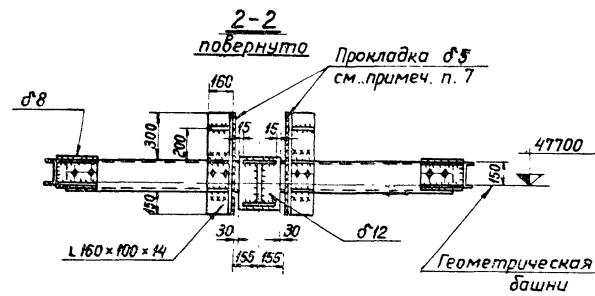 2-2
повернуто
Прокладка δ5
см. примеч. п. 7
160
δ8
300
200
15
15
47700
150
150
L160×100×14
30
30
δ12
155
155
Геометрическая
башни